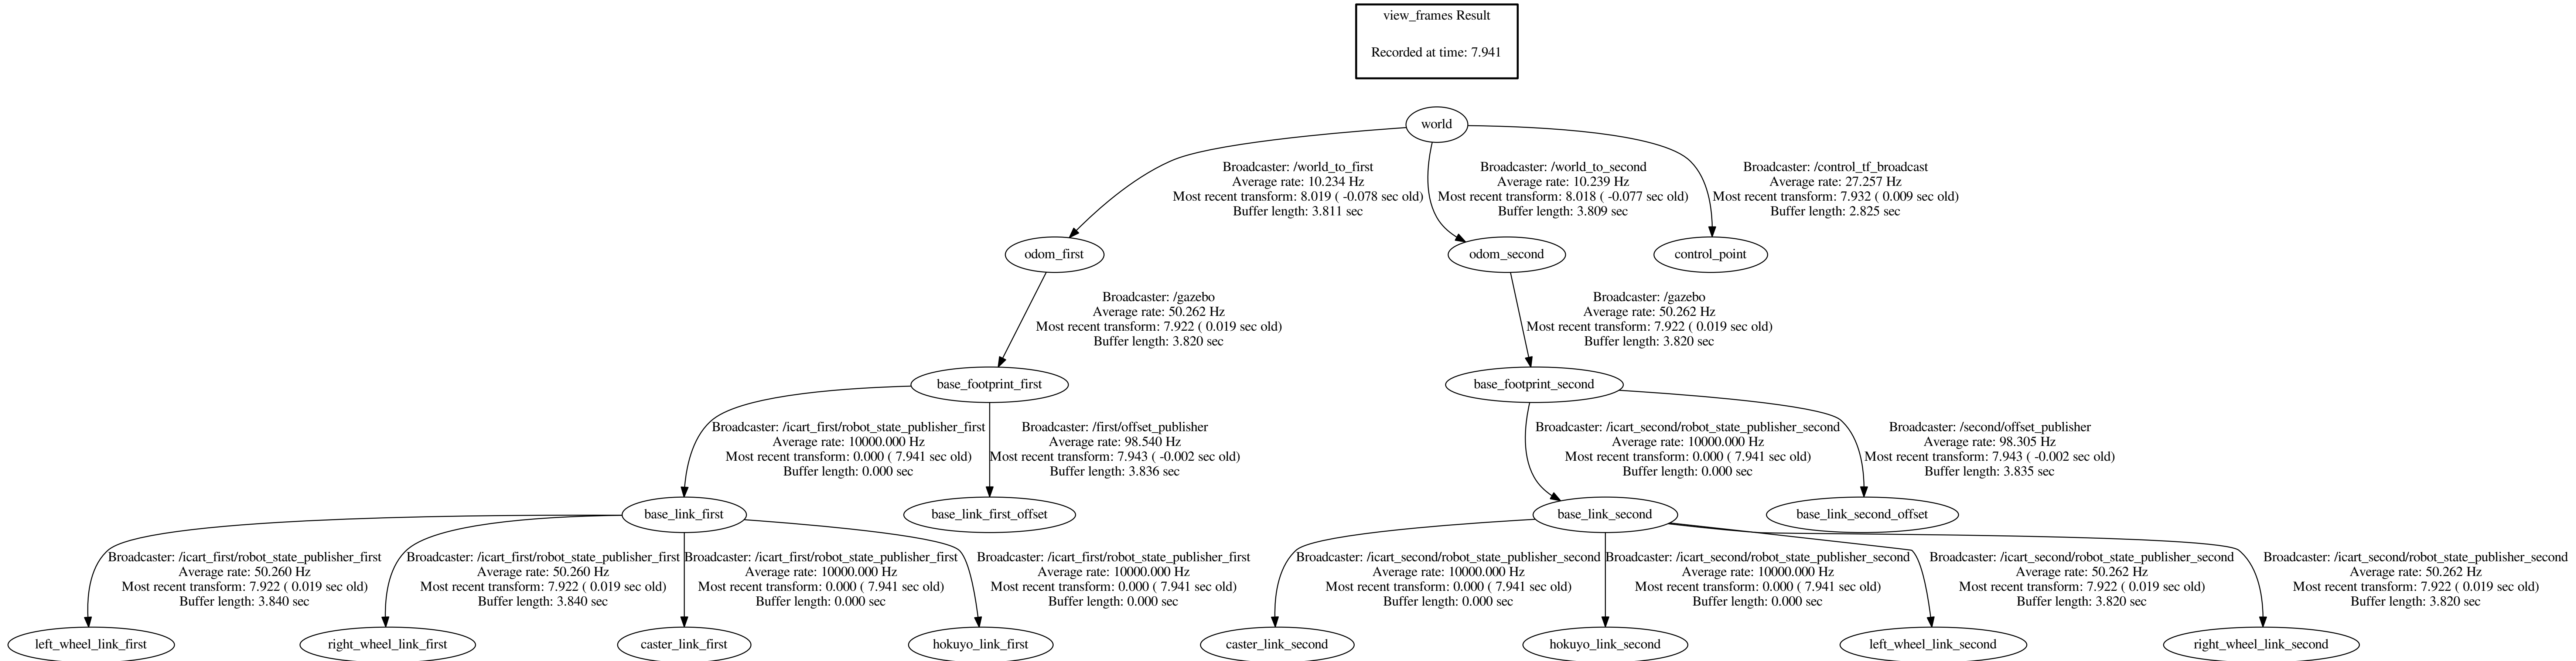 view_frames Result
Recorded at time: 7.941
world
Broadcaster: /world_to_first
Average rate: 10.234 Hz
Most recent transform: 8.019 ( -0.078 sec old)
Buffer length: 3.811 sec
Broadcaster: /world_to_second
Average rate: 10.239 Hz
Most recent transform: 8.018 ( -0.077 sec old)
Buffer length: 3.809 sec
Broadcaster: /control_tf_broadcast
Average rate: 27.257 Hz
Most recent transform: 7.932 ( 0.009 sec old)
Buffer length: 2.825 sec
odom_first
odom_second
control_point
Broadcaster: /gazebo
Average rate: 50.262 Hz
Most recent transform: 7.922 ( 0.019 sec old)
Buffer length: 3.820 sec
Broadcaster: /gazebo
Average rate: 50.262 Hz
Most recent transform: 7.922 ( 0.019 sec old)
Buffer length: 3.820 sec
base_footprint_first
base_footprint_second
Broadcaster: /icart_first/robot_state_publisher_first
Average rate: 10000.000 Hz
Most recent transform: 0.000 ( 7.941 sec old)
Buffer length: 0.000 sec
Broadcaster: /first/offset_publisher
Average rate: 98.540 Hz
Most recent transform: 7.943 ( -0.002 sec old)
Buffer length: 3.836 sec
Broadcaster: /icart_second/robot_state_publisher_second
Average rate: 10000.000 Hz
Most recent transform: 0.000 ( 7.941 sec old)
Buffer length: 0.000 sec
Broadcaster: /second/offset_publisher
Average rate: 98.305 Hz
Most recent transform: 7.943 ( -0.002 sec old)
Buffer length: 3.835 sec
base_link_first
base_link_first_offset
base_link_second
base_link_second_offset
Broadcaster: /icart_first/robot_state_publisher_first
Average rate: 50.260 Hz
Most recent transform: 7.922 ( 0.019 sec old)
Buffer length: 3.840 sec
Broadcaster: /icart_first/robot_state_publisher_first
Average rate: 50.260 Hz
Most recent transform: 7.922 ( 0.019 sec old)
Buffer length: 3.840 sec
Broadcaster: /icart_first/robot_state_publisher_first
Average rate: 10000.000 Hz
Most recent transform: 0.000 ( 7.941 sec old)
Buffer length: 0.000 sec
Broadcaster: /icart_first/robot_state_publisher_first
Average rate: 10000.000 Hz
Most recent transform: 0.000 ( 7.941 sec old)
Buffer length: 0.000 sec
Broadcaster: /icart_second/robot_state_publisher_second
Average rate: 10000.000 Hz
Most recent transform: 0.000 ( 7.941 sec old)
Buffer length: 0.000 sec
Broadcaster: /icart_second/robot_state_publisher_second
Average rate: 10000.000 Hz
Most recent transform: 0.000 ( 7.941 sec old)
Buffer length: 0.000 sec
Broadcaster: /icart_second/robot_state_publisher_second
Average rate: 50.262 Hz
Most recent transform: 7.922 ( 0.019 sec old)
Buffer length: 3.820 sec
Broadcaster: /icart_second/robot_state_publisher_second
Average rate: 50.262 Hz
Most recent transform: 7.922 ( 0.019 sec old)
Buffer length: 3.820 sec
left_wheel_link_first
right_wheel_link_first
caster_link_first
hokuyo_link_first
caster_link_second
hokuyo_link_second
left_wheel_link_second
right_wheel_link_second